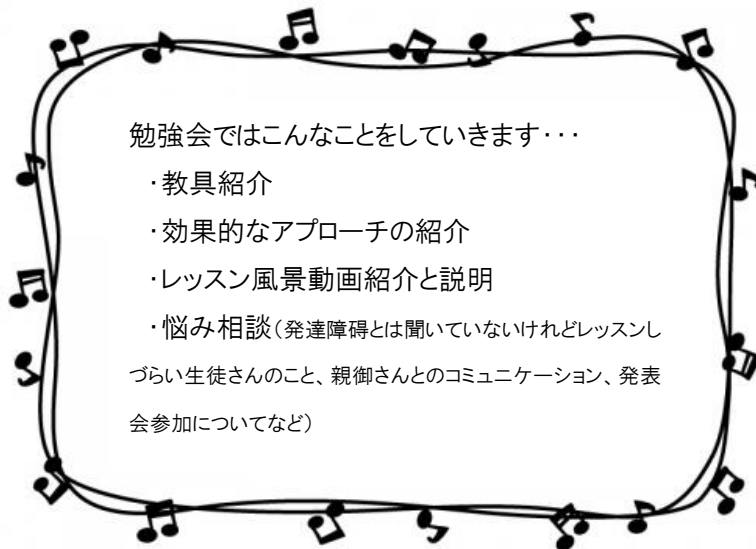 勉強会ではこんなことをしていきます･･･
・教具紹介
・効果的なアプローチの紹介
・レッスン風景動画紹介と説明
・悩み相談（発達障碍とは聞いていないけれどレッスンし
づらい生徒さんのこと、親御さんとのコミュニケーション、発表
会参加についてなど）